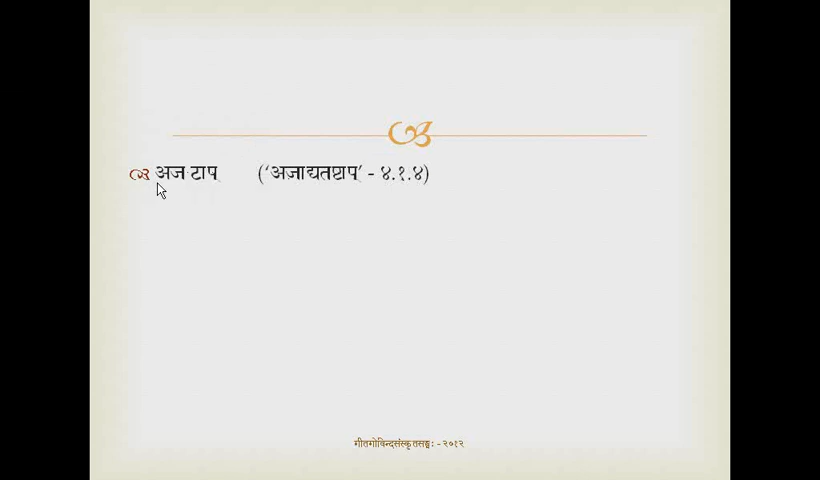 अज टाप् ('अजाद्यतष्टाप्' - ४.१.४)
गीतगोविन्दसंस्कृतसङ्घः - २०१२